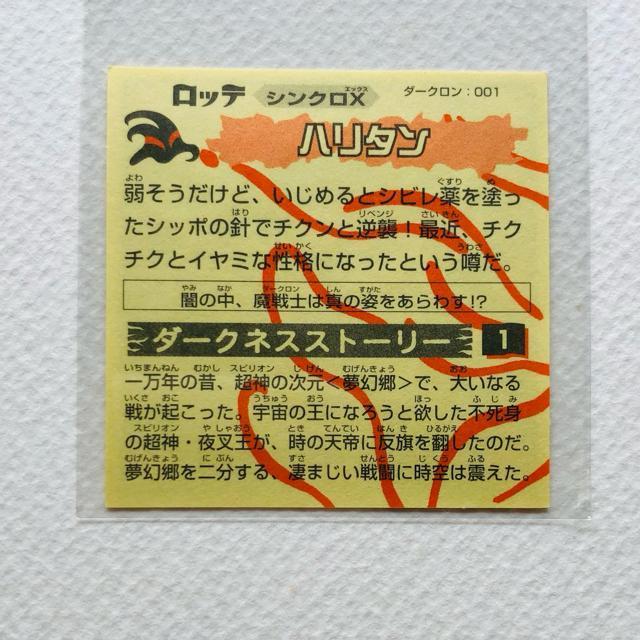 ロッテ シンクロX エックス ダークロン：001
ハリタン
弱そうだけど、いじめるとシビレ薬を塗っ
たシッポの針でチクンと逆襲！最近、チク
チクとイヤミな性格になったという噂だ。
闇の中、魔戦士は真の姿をあらわす!?
ダークネスストーリー 1
一万年の昔、超神の次元＜夢幻郷＞で、大いなる
戦が起こった。宇宙の王になろうと欲した不死身
の超神・夜叉王が、時の天帝に反旗を翻したのだ。
夢幻郷を二分する、凄まじい戦闘に時空は震えた。